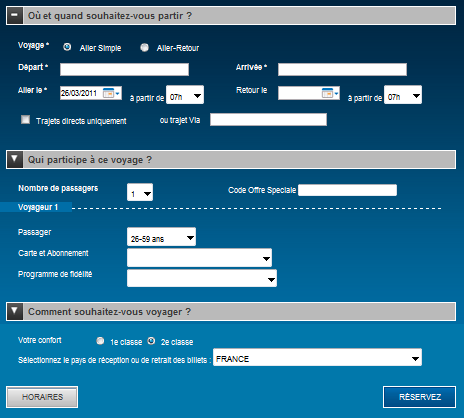 Où et quand souhaitez-vous partir ?
Voyage * Aller Simple Aller-Retour
Départ * Arrivée *
Aller le * 26/03/2011 à partir de 07h Retour le à partir de 07h
Trajets directs uniquement ou trajet Via
Qui participe à ce voyage ?
Nombre de passagers 1 Code Offre Speciale
Voyageur 1
Passager 26-59 ans
Carte et Abonnement
Programme de fidélité
Comment souhaitez-vous voyager ?
Votre confort 1e classe 2e classe
Sélectionnez le pays de réception ou de retrait des billets : FRANCE
HORAIRES RÉSERVEZ